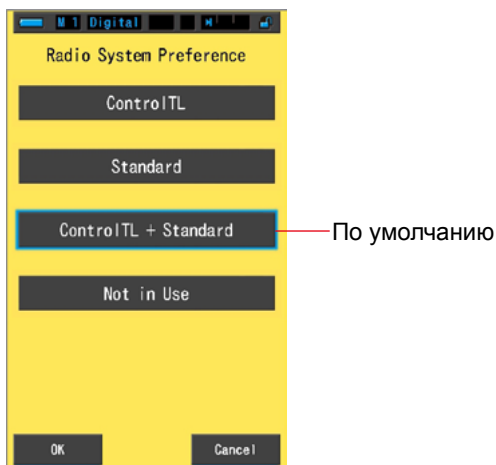 M 1 Digital
Radio System Preference
ControlTL
Standard
ControlTL + Standard
По умолчанию
Not in Use
OK
Cancel